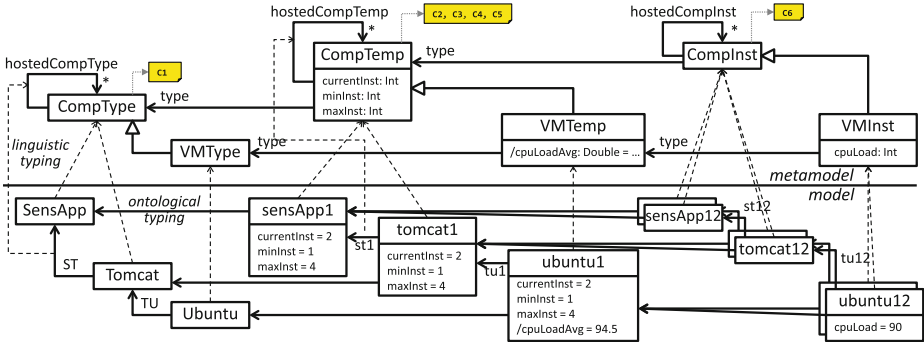 hostedCompTemp
C2, C3, C4, C5
hostedCompInst
C6
*
*
hostedCompType
C1
CompTemp
type
CompInst
*
currentInst: Int
minInst: Int
maxInst: Int
CompType
type
VMTemp
VMInst
linguistic
typing
VMType
type
/cpuLoadAvg: Double = ...
type
cpuLoad: Int
metamodel
model
SensApp
ontological
typing
sensApp1
sensApp12
st12
currentInst = 2
minInst = 1
maxInst = 4
st1
tomcat1
tomcat12
currentInst = 2
minInst = 1
maxInst = 4
tu1
ubuntu1
tu12
ST
Tomcat
currentInst = 2
minInst = 1
maxInst = 4
/cpuLoadAvg = 94.5
TU
Ubuntu
ubuntu12
cpuLoad = 90